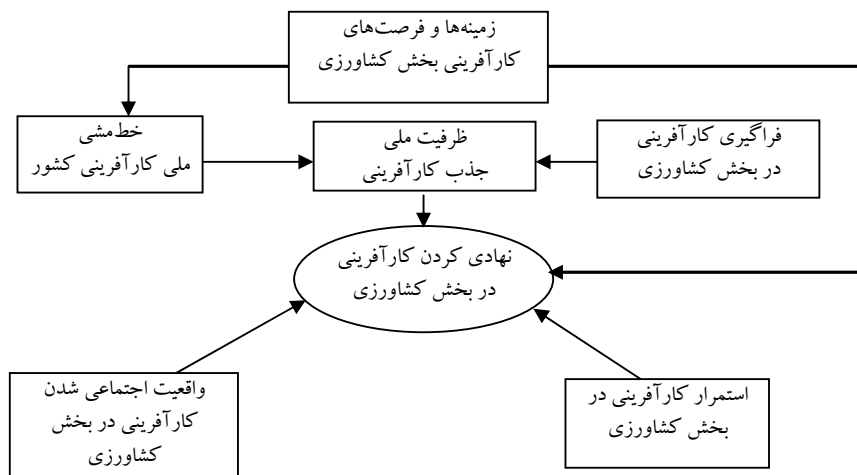 زمینه‌ها و فرصت‌های
کارآفرینی بخش کشاورزی
فراگیری کارآفرینی
در بخش کشاورزی
ظرفیت ملی
جذب کارآفرینی
خط‌مشی
ملی کارآفرینی کشور
نهادی کردن کارآفرینی
در بخش کشاورزی
استمرار کارآفرینی در
بخش کشاورزی
واقعیت اجتماعی شدن
کارآفرینی در بخش
کشاورزی